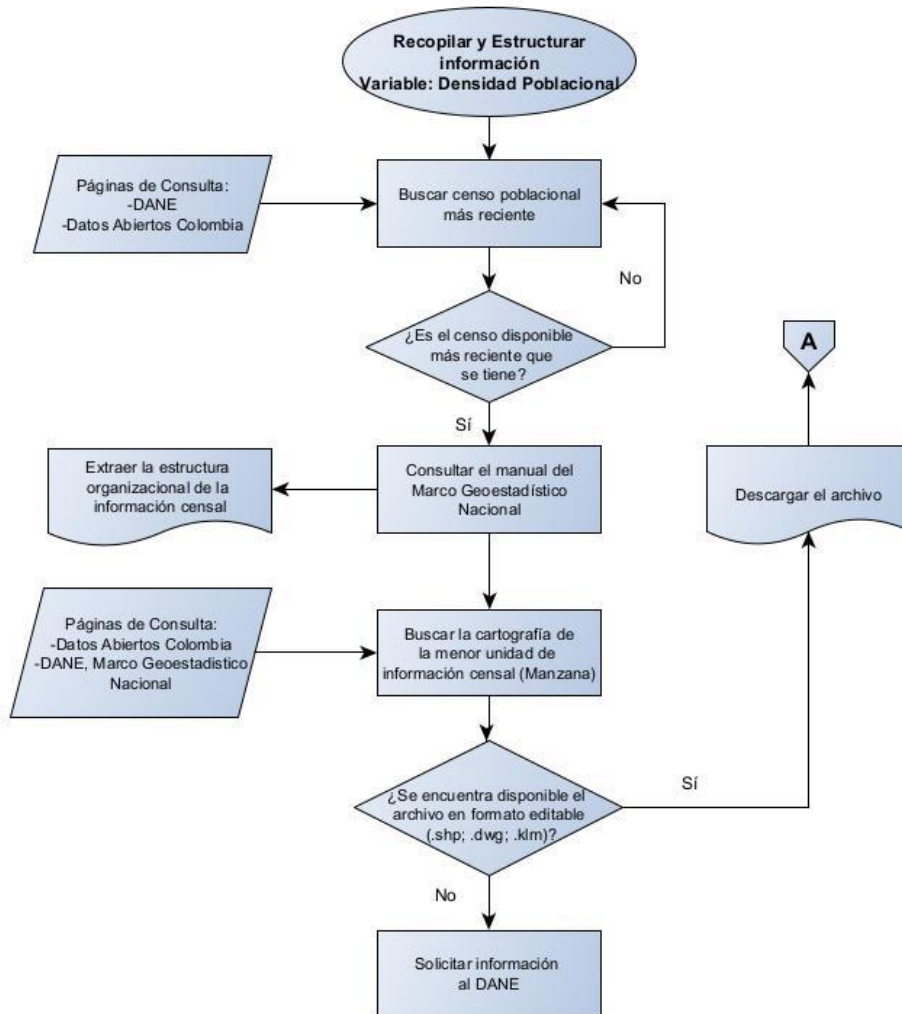 Recopilar y Estructurar
información
Variable: Densidad Poblacional
Páginas de Consulta:
-DANE
-Datos Abiertos Colombia
Buscar censo poblacional
más reciente
No
¿Es el censo disponible
más reciente que
se tiene?
A
Sí
Extraer la estructura
organizacional de la
información censal
Consultar el manual del
Marco Geoestadístico
Nacional
Descargar el archivo
Páginas de Consulta:
-Datos Abiertos Colombia
-DANE, Marco Geoestadistico
Nacional
Buscar la cartografía de
la menor unidad de
información censal (Manzana)
¿Se encuentra disponible el
archivo en formato editable
(.shp; .dwg; .klm)?
Sí
No
Solicitar información
al DANE